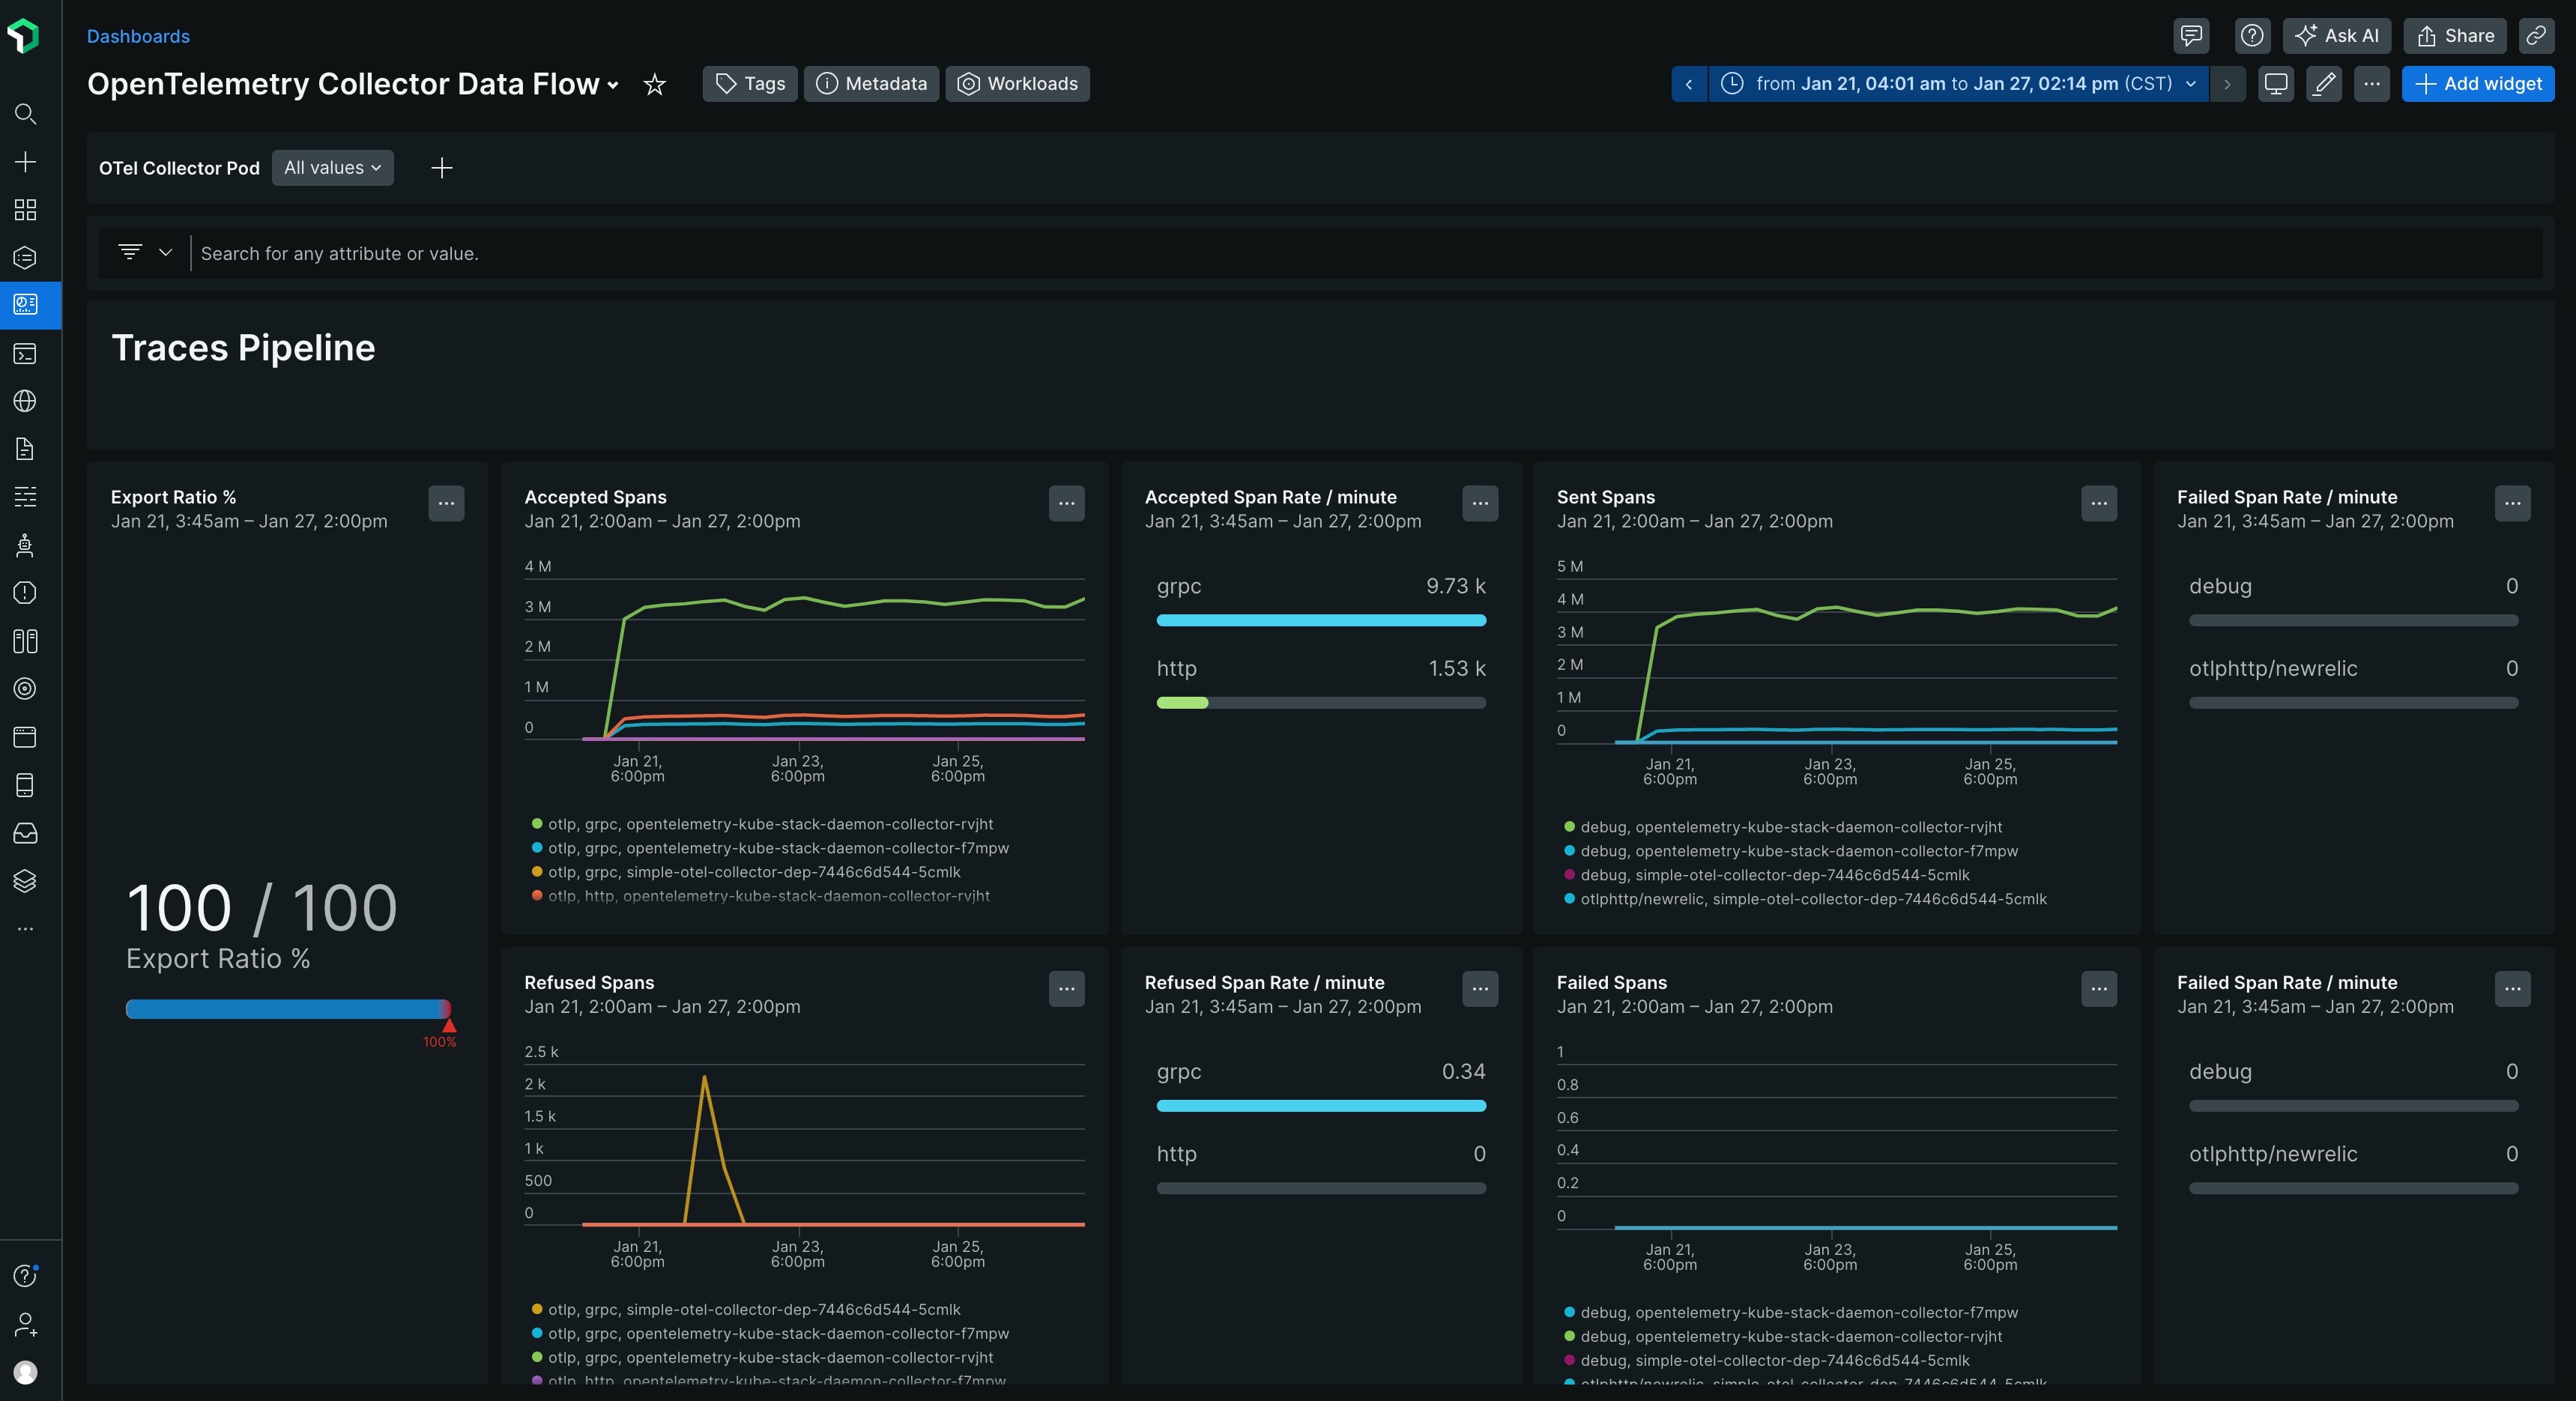 Dashboards
Ask AI
Share
OpenTelemetry Collector Data Flow
Tags
Metadata
Workloads
from Jan 21, 04:01 am to Jan 27, 02:14 pm (CST)
Add widget
OTel Collector Pod
All values
Search for any attribute or value.
Traces Pipeline
Export Ratio %
Jan 21, 3:45am – Jan 27, 2:00pm
100 / 100
Export Ratio %
100%
Accepted Spans
Jan 21, 2:00am – Jan 27, 2:00pm
4 M
3 M
2 M
1 M
0
Jan 21,
6:00pm
Jan 23,
6:00pm
Jan 25,
6:00pm
otlp, grpc, opentelemetry-kube-stack-daemon-collector-rvjht
otlp, grpc, opentelemetry-kube-stack-daemon-collector-f7mpw
otlp, grpc, simple-otel-collector-dep-7446c6d544-5cmlk
otlp, http, opentelemetry-kube-stack-daemon-collector-rvjht
Accepted Span Rate / minute
Jan 21, 3:45am – Jan 27, 2:00pm
grpc 9.73 k
http 1.53 k
Sent Spans
Jan 21, 2:00am – Jan 27, 2:00pm
5 M
4 M
3 M
2 M
1 M
0
Jan 21,
6:00pm
Jan 23,
6:00pm
Jan 25,
6:00pm
debug, opentelemetry-kube-stack-daemon-collector-rvjht
debug, opentelemetry-kube-stack-daemon-collector-f7mpw
debug, simple-otel-collector-dep-7446c6d544-5cmlk
otlphttp/newrelic, simple-otel-collector-dep-7446c6d544-5cmlk
Failed Span Rate / minute
Jan 21, 3:45am – Jan 27, 2:00pm
debug 0
otlphttp/newrelic 0
Refused Spans
Jan 21, 2:00am – Jan 27, 2:00pm
2.5 k
2 k
1.5 k
1 k
500
0
Jan 21,
6:00pm
Jan 23,
6:00pm
Jan 25,
6:00pm
otlp, grpc, simple-otel-collector-dep-7446c6d544-5cmlk
otlp, grpc, opentelemetry-kube-stack-daemon-collector-f7mpw
otlp, grpc, opentelemetry-kube-stack-daemon-collector-rvjht
otlp, http, opentelemetry-kube-stack-daemon-collector-f7mpw
Refused Span Rate / minute
Jan 21, 3:45am – Jan 27, 2:00pm
grpc 0.34
http 0
Failed Spans
Jan 21, 2:00am – Jan 27, 2:00pm
1
0.8
0.6
0.4
0.2
0
Jan 21,
6:00pm
Jan 23,
6:00pm
Jan 25,
6:00pm
debug, opentelemetry-kube-stack-daemon-collector-f7mpw
debug, opentelemetry-kube-stack-daemon-collector-rvjht
debug, simple-otel-collector-dep-7446c6d544-5cmlk
otlphttp/newrelic, simple-otel-collector-dep-7446c6d544-5cmlk
Failed Span Rate / minute
Jan 21, 3:45am – Jan 27, 2:00pm
debug 0
otlphttp/newrelic 0